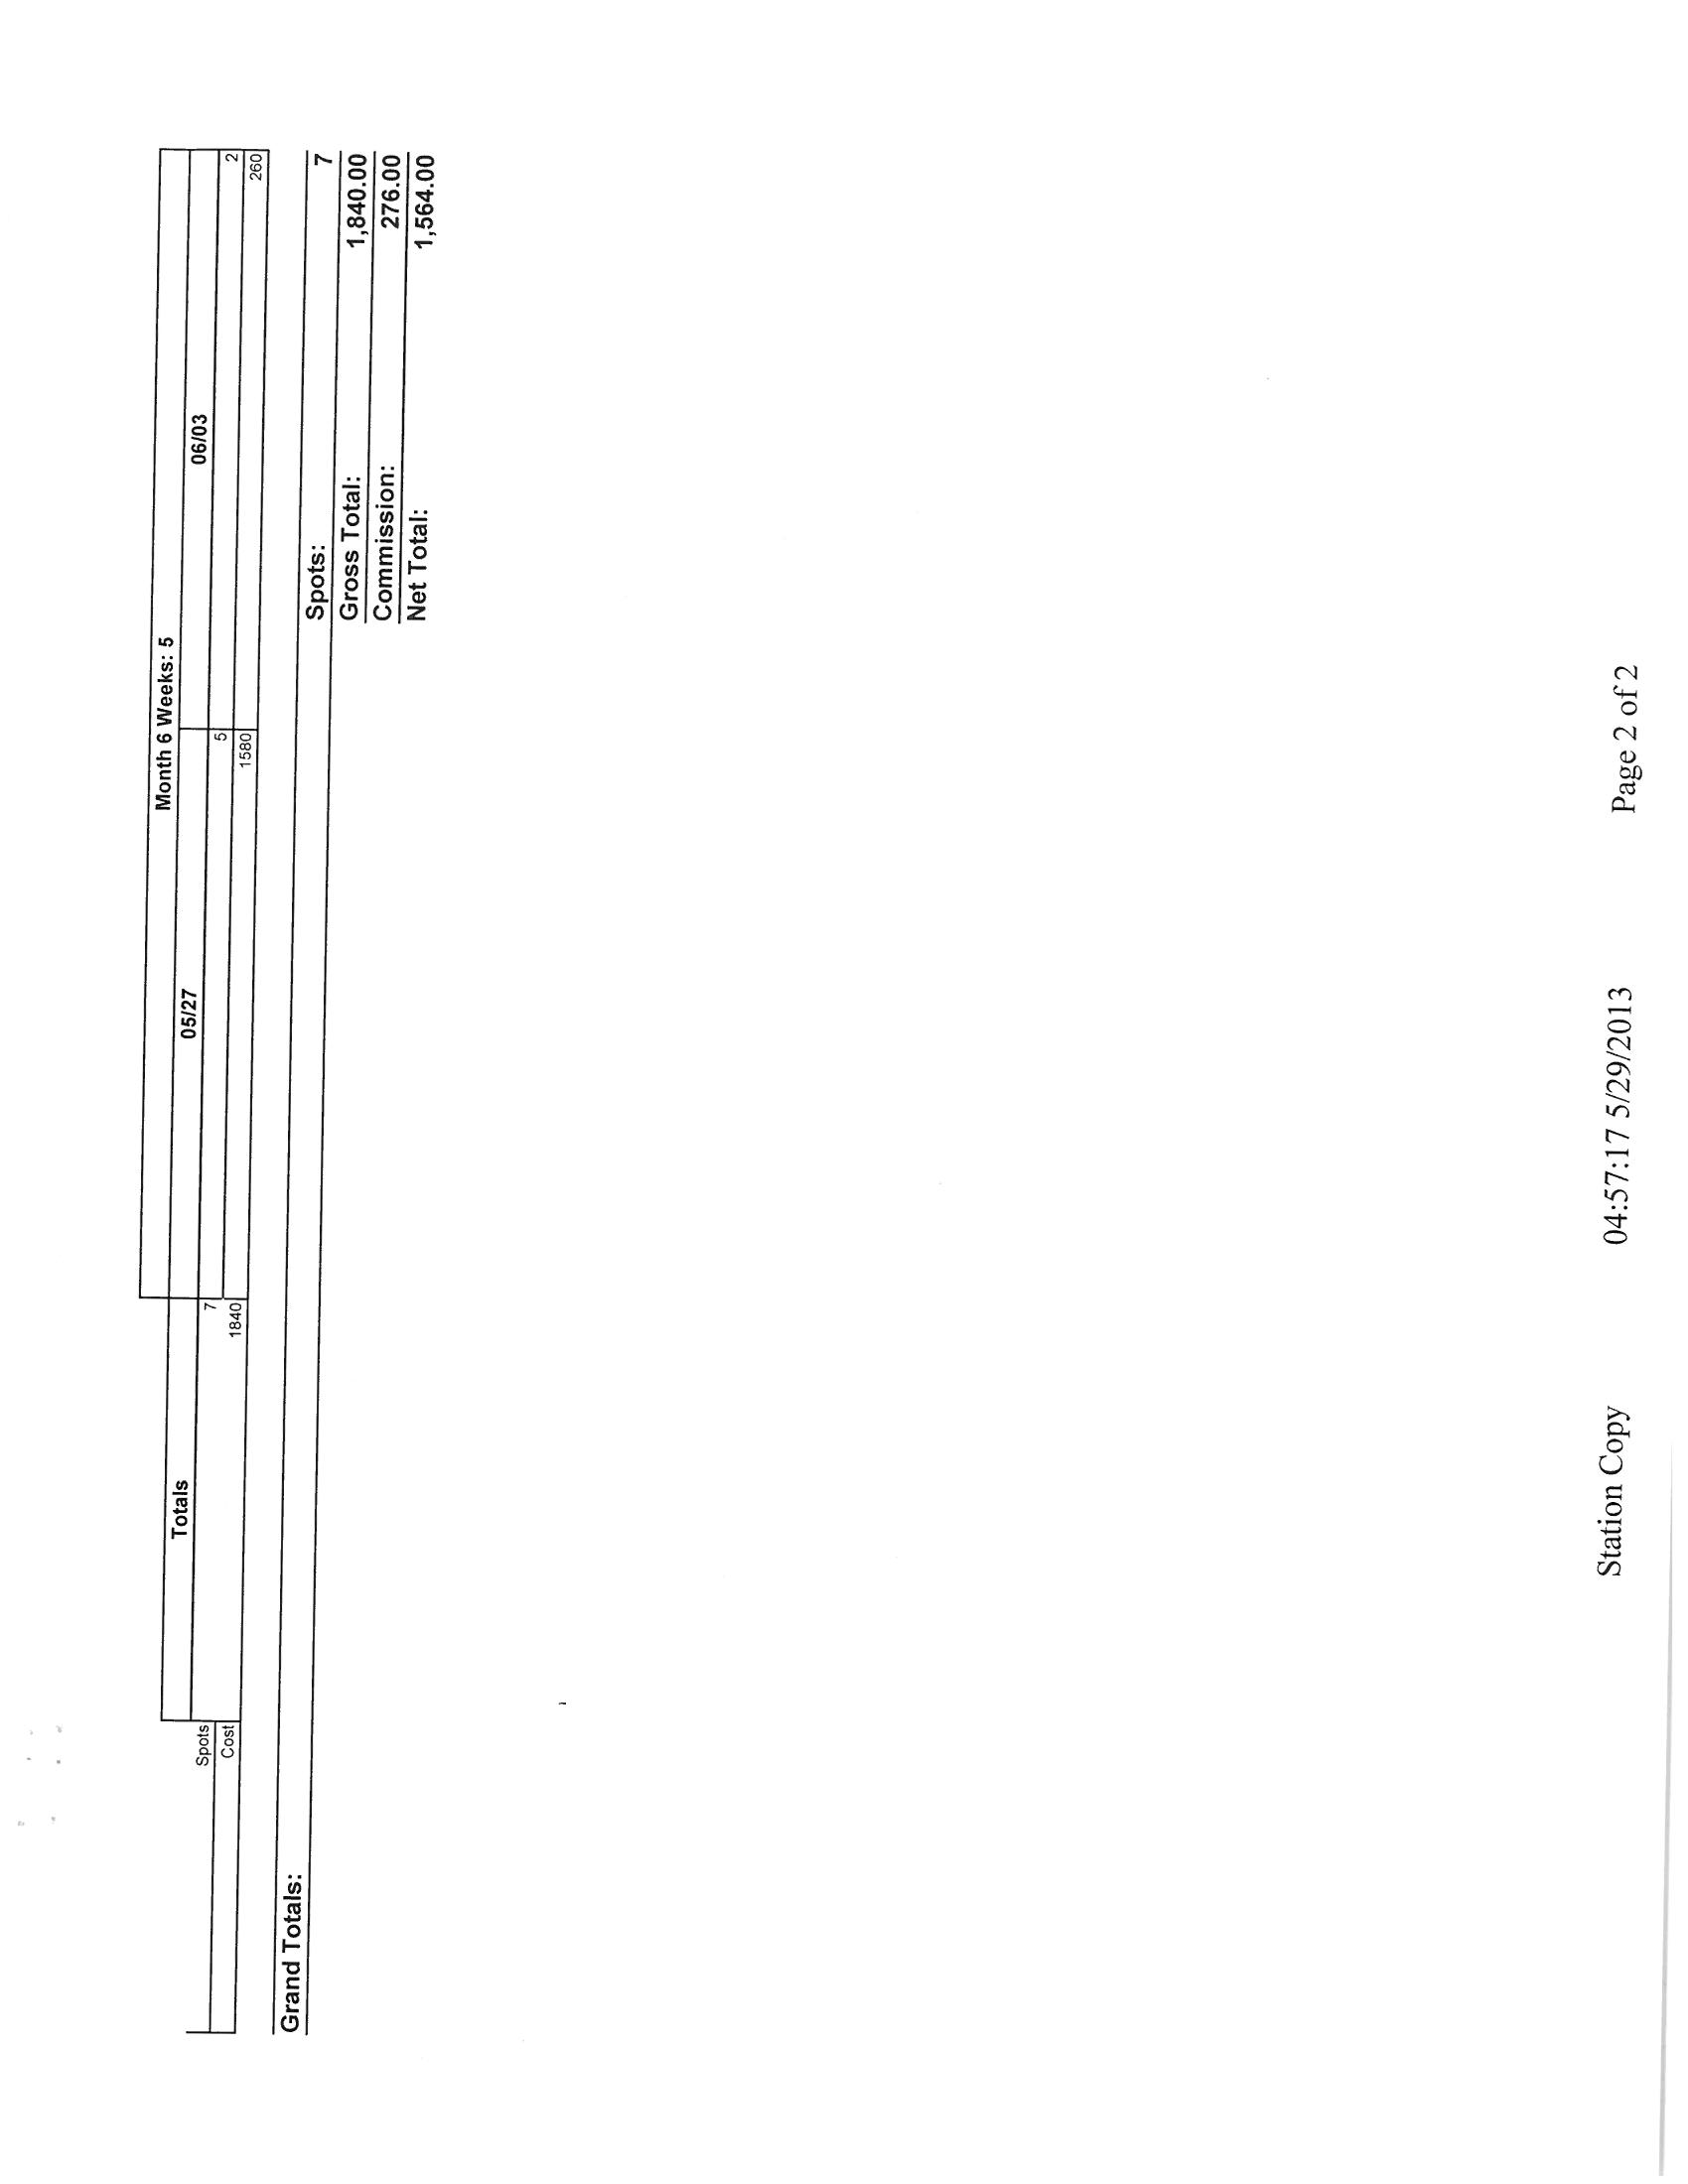 Month 6 Weeks: 5
Totals 05/27 06/03
Spots 7 5 2
Cost 1840 1580 260
Grand Totals:
Spots: 7
Gross Total: 1,840.00
Commission: 276.00
Net Total: 1,564.00
Station Copy 04:57:17 5/29/2013 Page 2 of 2